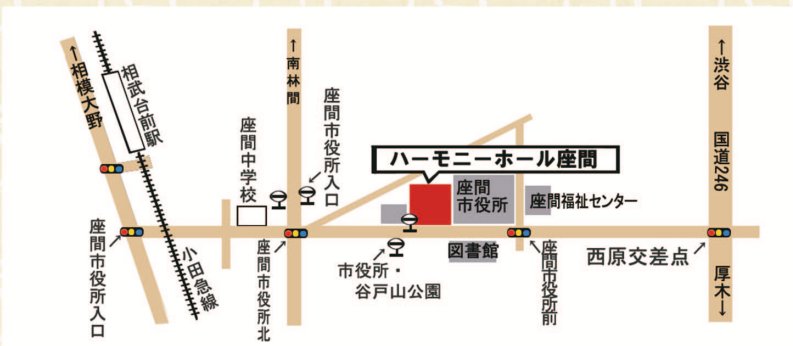 ←相模大野
相武台前駅
座間市役所入口
小田急線
座間中学校
←南林間
座間市役所入口
座間市役所北
ハーモニーホール座間
座間
市役所
座間福祉センター
市役所・
谷戸山公園
図書館
座間市役所前
西原交差点
←渋谷
国道246
厚木→